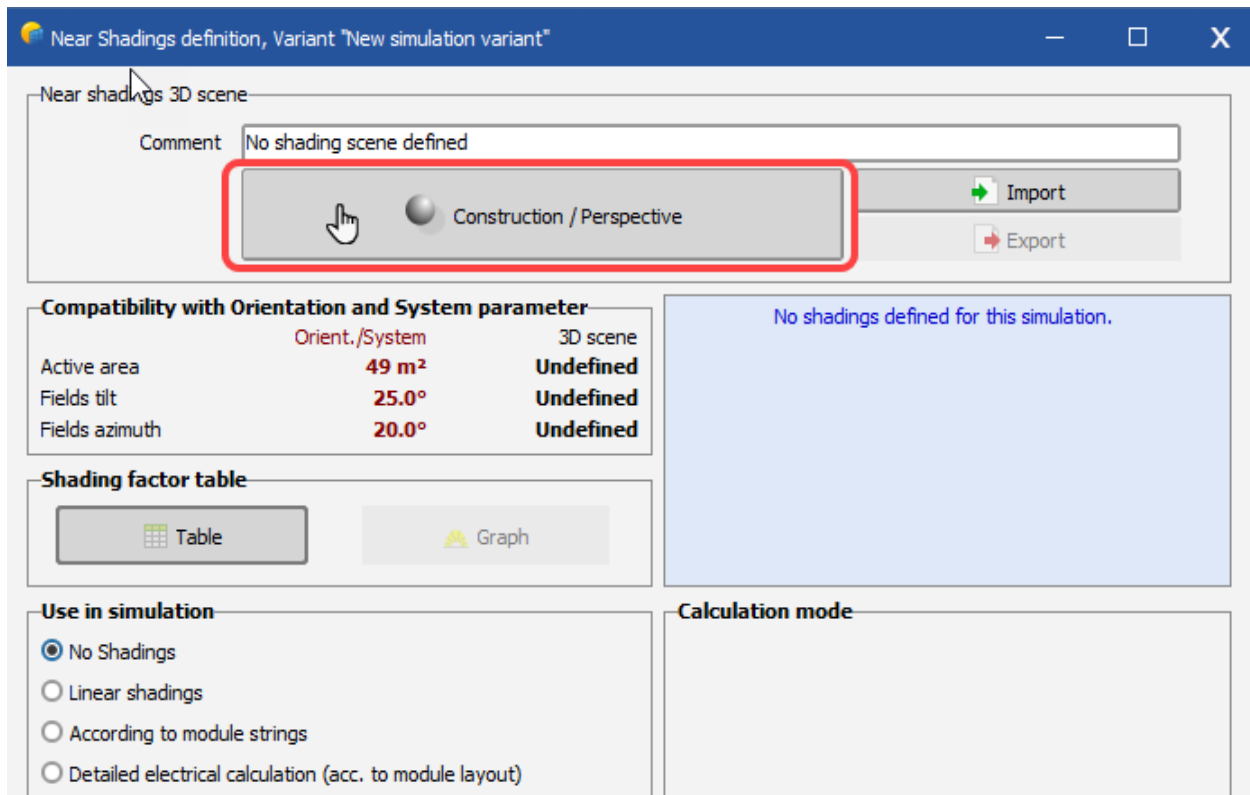 Near Shadings definition, Variant "New simulation variant"
Near shadings 3D scene
Comment No shading scene defined
Construction / Perspective
Import
Export
Compatibility with Orientation and System parameter
Orient./System 3D scene
Active area 49 m² Undefined
Fields tilt 25.0° Undefined
Fields azimuth 20.0° Undefined
No shadings defined for this simulation.
Shading factor table
Table Graph
Use in simulation
No Shadings
Linear shadings
According to module strings
Detailed electrical calculation (acc. to module layout)
Calculation mode